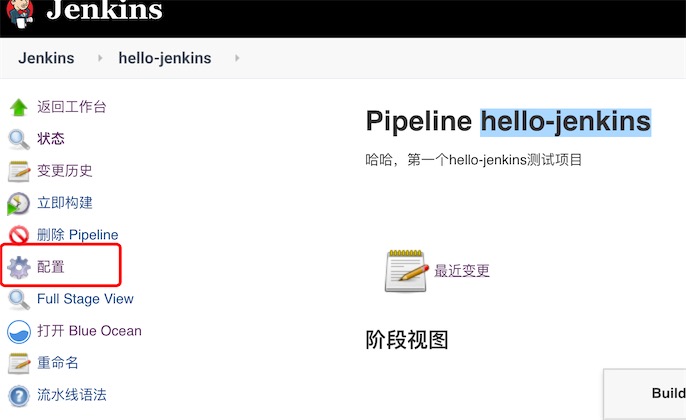 Jenkins
Jenkins hello-jenkins
返回工作台
状态
变更历史
立即构建
删除 Pipeline
配置
Full Stage View
打开 Blue Ocean
重命名
流水线语法
Pipeline hello-jenkins
哈哈，第一个hello-jenkins测试项目
最近变更
阶段视图
Build